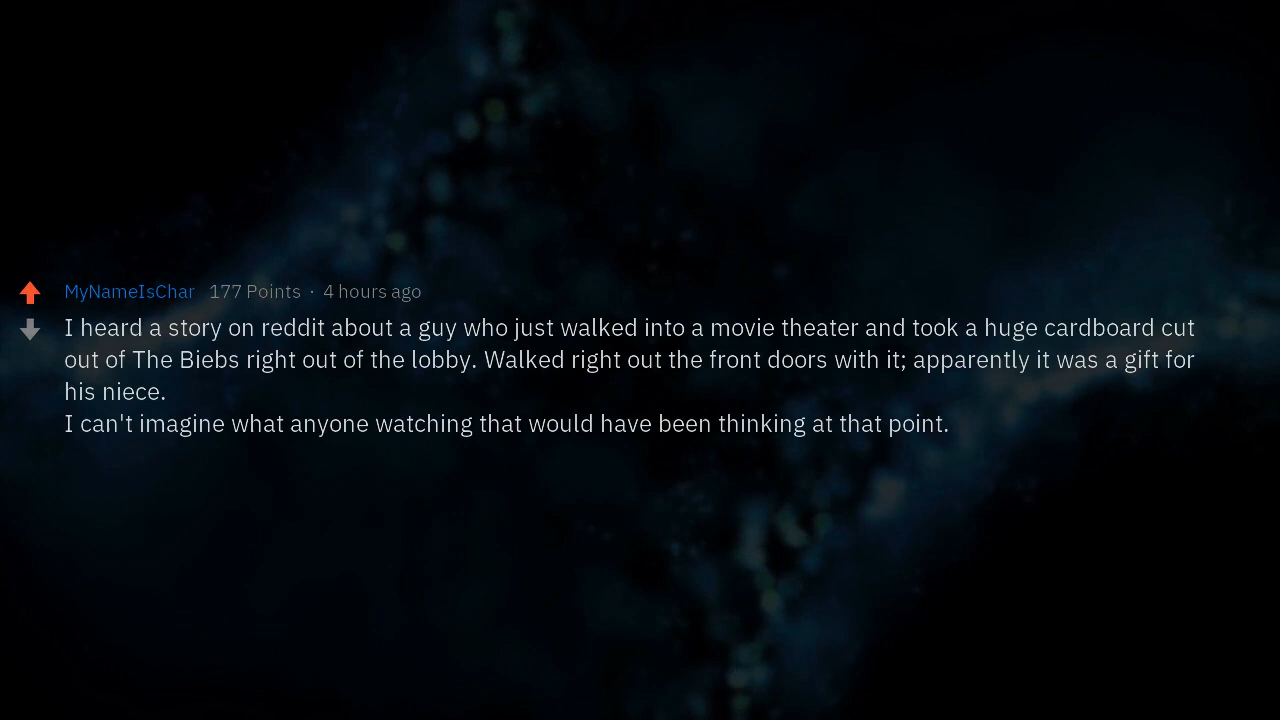 MyNameIsChar 177 Points · 4 hours ago
I heard a story on reddit about a guy who just walked into a movie theater and took a huge cardboard cut
out of The Biebs right out of the lobby. Walked right out the front doors with it; apparently it was a gift for
his niece.
I can't imagine what anyone watching that would have been thinking at that point.